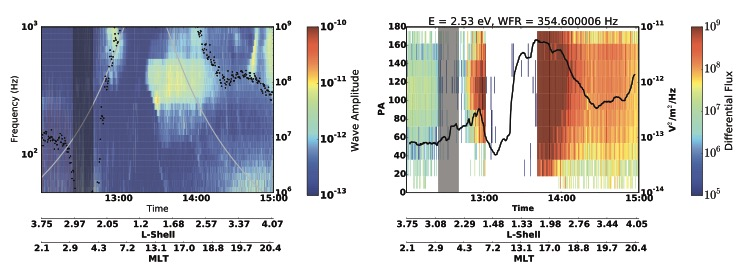 E = 2.53 eV, WFR = 354.600006 Hz
10³
10²
Frequency (Hz)
10⁹
10⁸
10⁷
10⁶
10⁻¹⁰
10⁻¹¹
10⁻¹²
10⁻¹³
Wave Amplitude
13:00 14:00 15:00
Time
3.75 2.97 2.05 1.2 1.68 2.57 3.37 4.07
L-Shell
2.1 2.9 4.3 7.2 13.1 17.0 18.8 19.7 20.4
MLT
180
160
140
120
100
80
60
40
20
0
PA
10⁻¹¹
10⁻¹²
10⁻¹³
10⁻¹⁴
V²/m²/Hz
10⁹
10⁸
10⁷
10⁶
10⁵
Differential Flux
13:00 14:00 15:00
Time
3.75 3.08 2.29 1.48 1.33 1.98 2.76 3.44 4.05
L-Shell
2.1 2.9 4.3 7.2 13.1 17.0 18.8 19.7 20.4
MLT